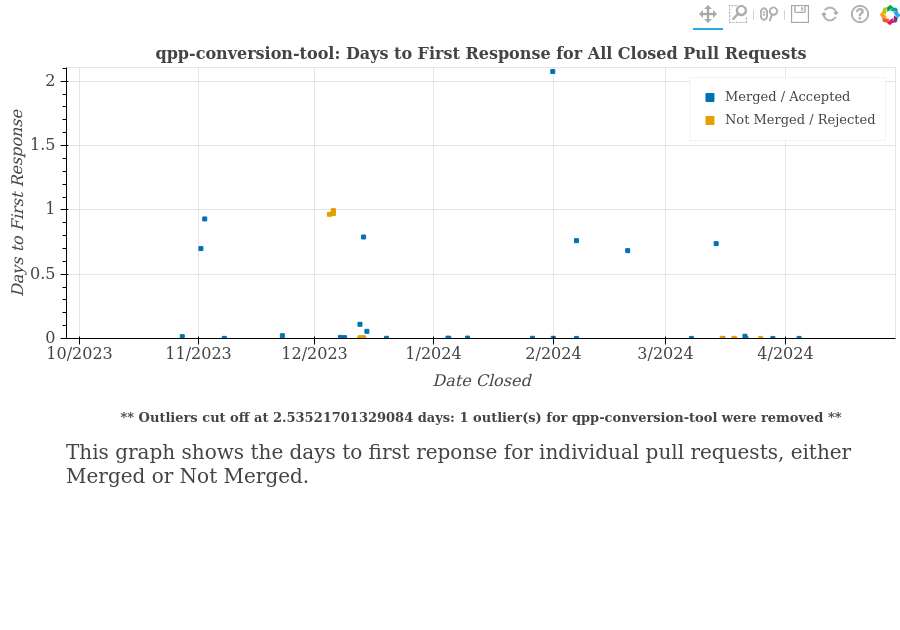 qpp-conversion-tool: Days to First Response for All Closed Pull Requests
Merged / Accepted
Not Merged / Rejected
Days to First Response
2
1.5
1
0.5
0
10/2023 11/2023 12/2023 1/2024 2/2024 3/2024 4/2024
Date Closed
** Outliers cut off at 2.53521701329084 days: 1 outlier(s) for qpp-conversion-tool were removed **
This graph shows the days to first reponse for individual pull requests, either
Merged or Not Merged.